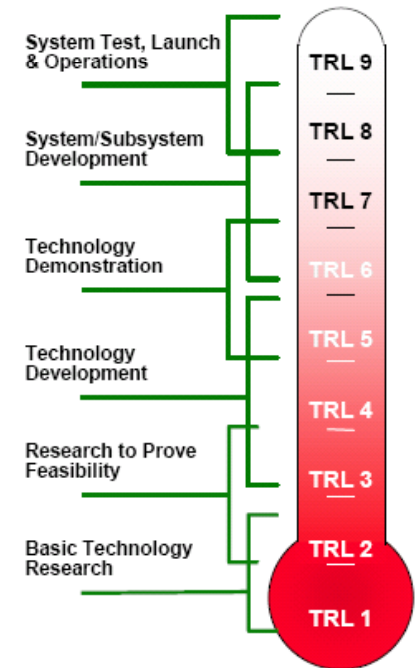 System Test, Launch
& Operations
System/Subsystem
Development
Technology
Demonstration
Technology
Development
Research to Prove
Feasibility
Basic Technology
Research
TRL 9
TRL 8
TRL 7
TRL 6
TRL 5
TRL 4
TRL 3
TRL 2
TRL 1